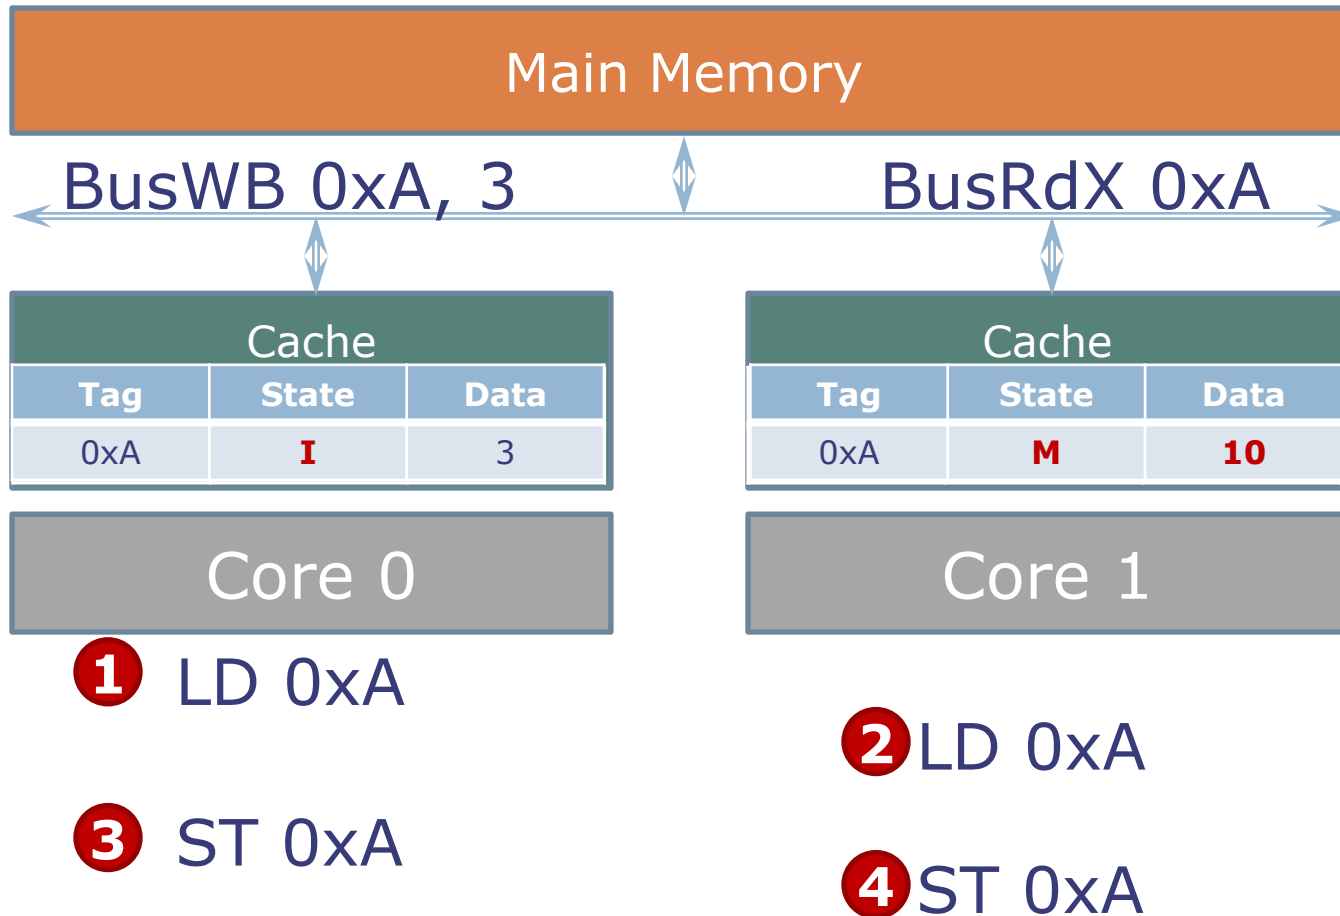 Main Memory
BusWB 0xA, 3
BusRdX 0xA
Cache
Tag State Data
0xA I 3
Cache
Tag State Data
0xA M 10
Core 0
Core 1
1 LD 0xA
2 LD 0xA
3 ST 0xA
4 ST 0xA